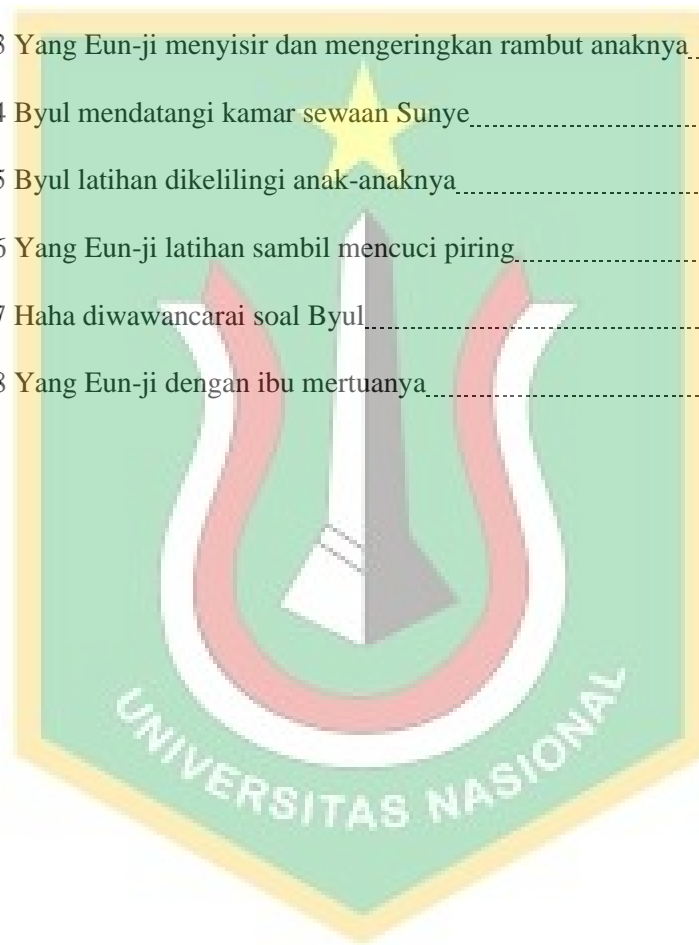 3 Yang Eun-ji menyisir dan mengeringkan rambut anaknya
4 Byul mendatangi kamar sewaan Sunye
5 Byul latihan dikelilingi anak-anaknya
6 Yang Eun-ji latihan sambil mencuci piring
7 Haha diwawancarai soal Byul
8 Yang Eun-ji dengan ibu mertuanya
UNIVERSITAS NASIONAL